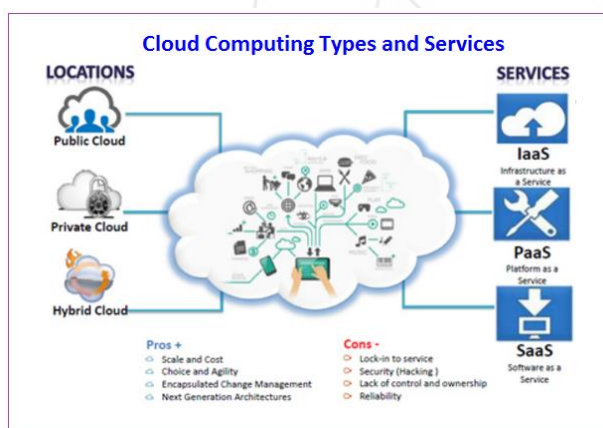 Cloud Computing Types and Services
LOCATIONS
Public Cloud
Private Cloud
Hybrid Cloud
SERVICES
IaaS
Infrastructure as
a Service
PaaS
Platform as a
Service
SaaS
Software as a
Service
Pros +
Scale and Cost
Choice and Agility
Encapsulated Change Management
Next Generation Architectures
Cons -
Lock-in to service
Security (Hacking )
Lack of control and ownership
Reliability